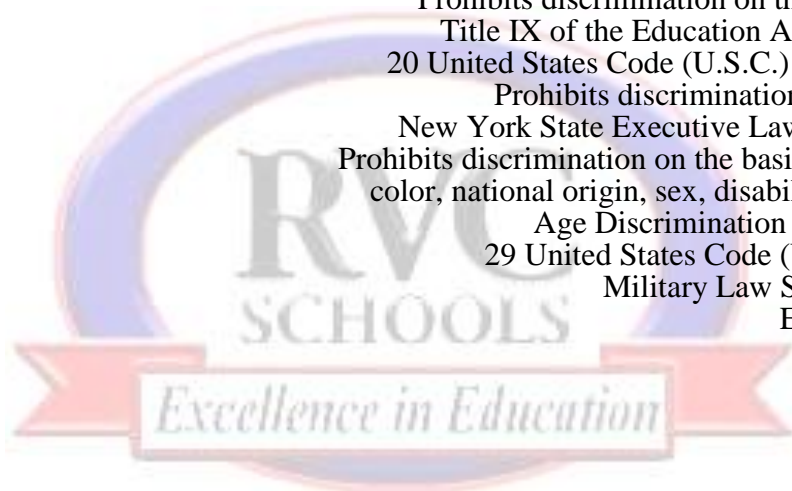 Prohibits discrimination on th
Title IX of the Education A
20 United States Code (U.S.C.)
Prohibits discrimination
New York State Executive Law
Prohibits discrimination on the basi
color, national origin, sex, disabil
Age Discrimination
29 United States Code (
Military Law S
E
RVC
SCHOOLS
Excellence in Education